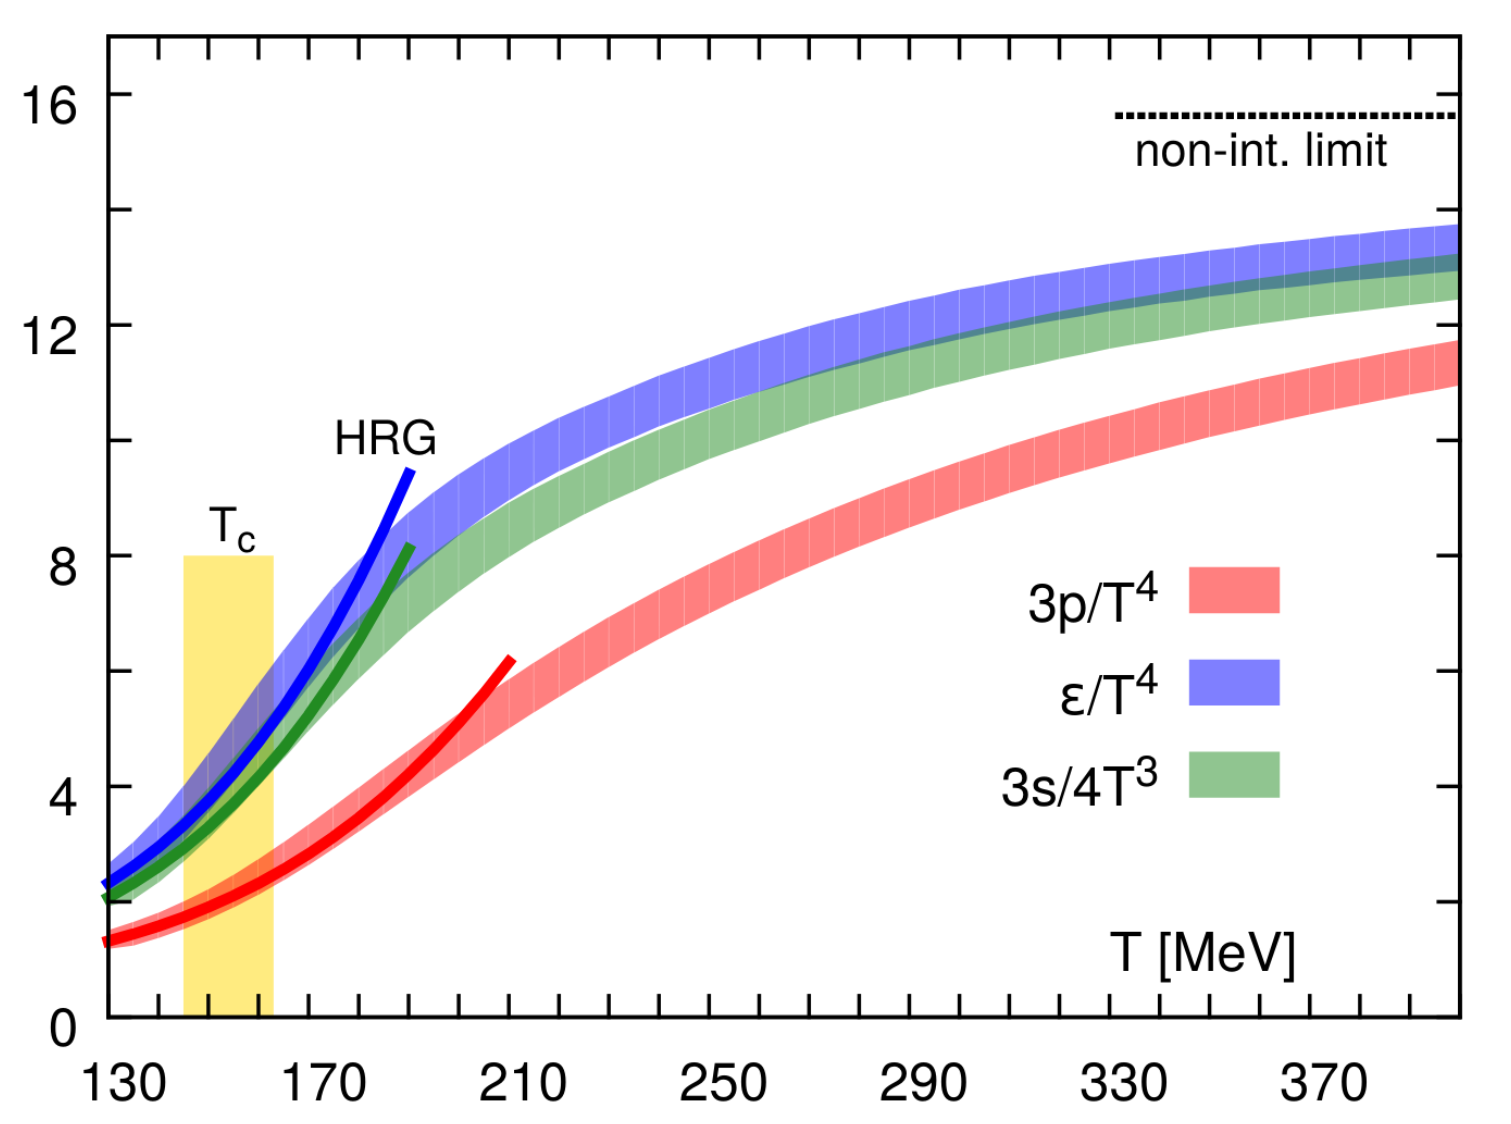 16
non-int. limit
12
HRG
T_c
8
3p/T^4
ε/T^4
4
3s/4T^3
T [MeV]
0
130 170 210 250 290 330 370